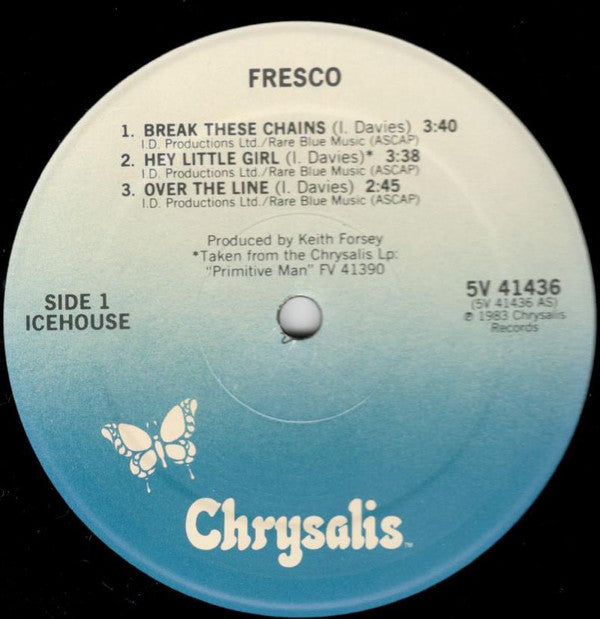 FRESCO
1. BREAK THESE CHAINS (I. Davies) 3:40
I.D. Productions Ltd./Rare Blue Music (ASCAP)
2. HEY LITTLE GIRL (I. Davies)* 3:38
I.D. Productions Ltd./Rare Blue Music (ASCAP)
3. OVER THE LINE (I. Davies) 2:45
I.D. Productions Ltd./Rare Blue Music (ASCAP)
Produced by Keith Forsey
*Taken from the Chrysalis Lp:
"Primitive Man" FV 41390
SIDE 1
ICEHOUSE
5V 41436
(5V 41436 AS)
℗ 1983 Chrysalis
Records
Chrysalis™